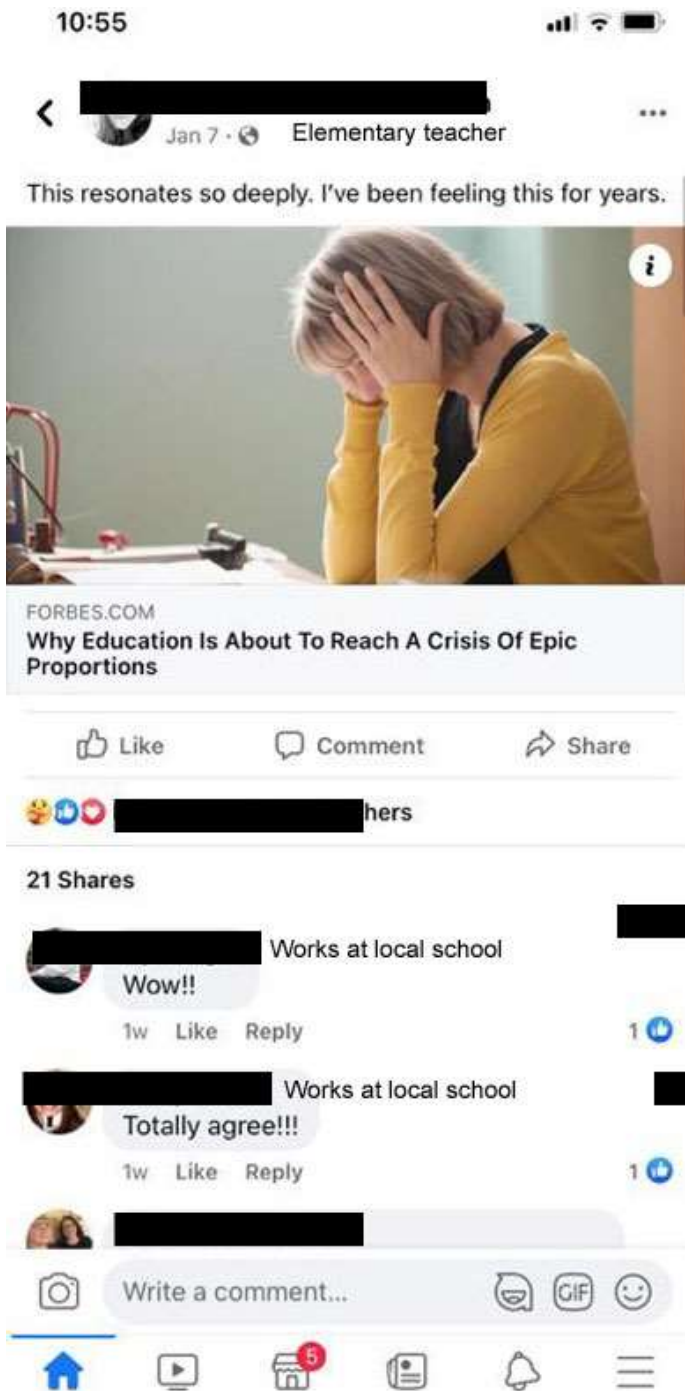 10:55
Jan 7 · Elementary teacher
This resonates so deeply. I've been feeling this for years.
i
FORBES.COM
Why Education Is About To Reach A Crisis Of Epic
Proportions
Like Comment Share
hers
21 Shares
Works at local school
Wow!!
1w Like Reply 1
Works at local school
Totally agree!!!
1w Like Reply 1
Write a comment... GIF
5